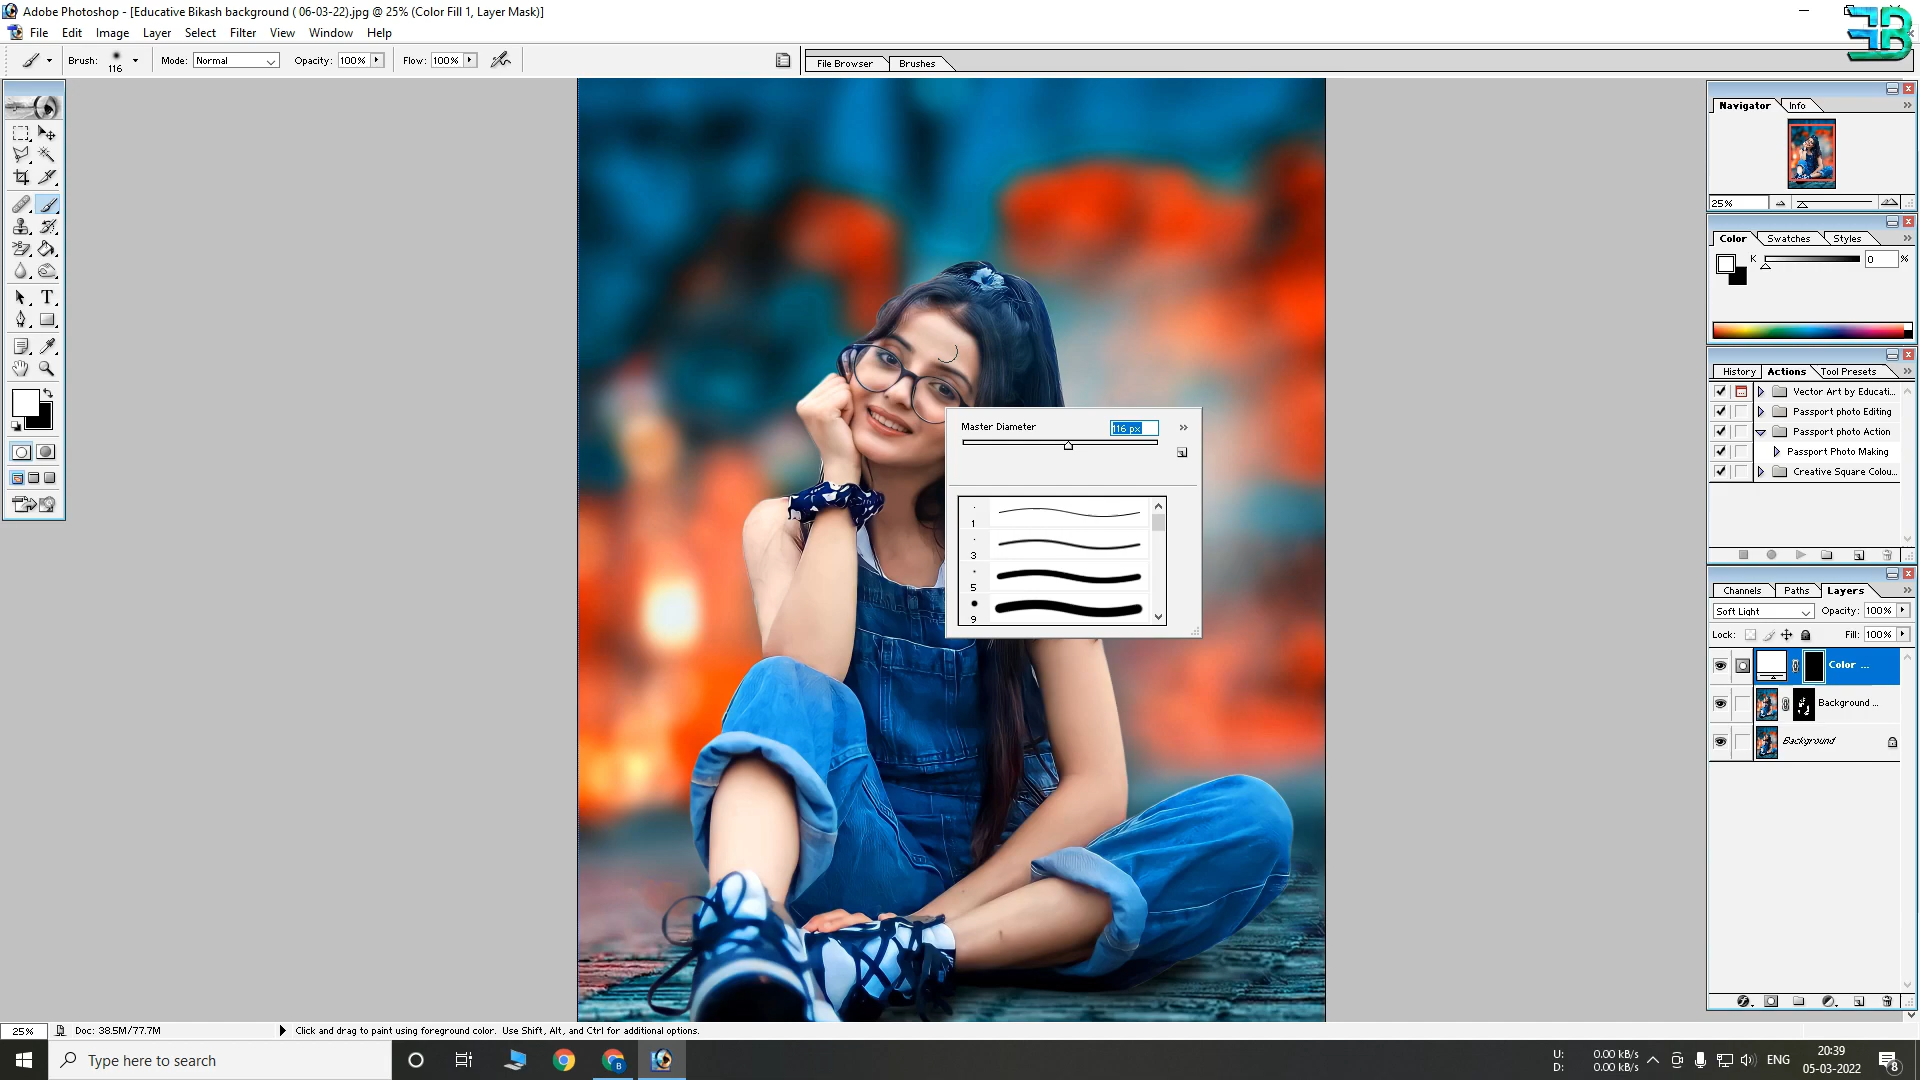 Adobe Photoshop - [Educative Bikash background ( 06-03-22).jpg @ 25% (Color Fill 1, Layer Mask)]
File Edit Image Layer Select Filter View Window Help
Brush: 116 Mode: Normal Opacity: 100% Flow: 100% File Browser Brushes
Navigator Info
25%
Color Swatches Styles
K 0 %
History Actions Tool Presets
Vector Art by Educati...
Passport photo Editing
Passport photo Action
Passport Photo Making
Creative Square Colou...
Master Diameter 116 px
1
3
5
9
Channels Paths Layers
Soft Light Opacity: 100%
Lock: Fill: 100%
Color ...
Background ...
Background
25% Doc: 38.5M/77.7M Click and drag to paint using foreground color. Use Shift, Alt, and Ctrl for additional options.
Type here to search
U: 0.00 kB/s
D: 0.00 kB/s
ENG
20:39
05-03-2022
8